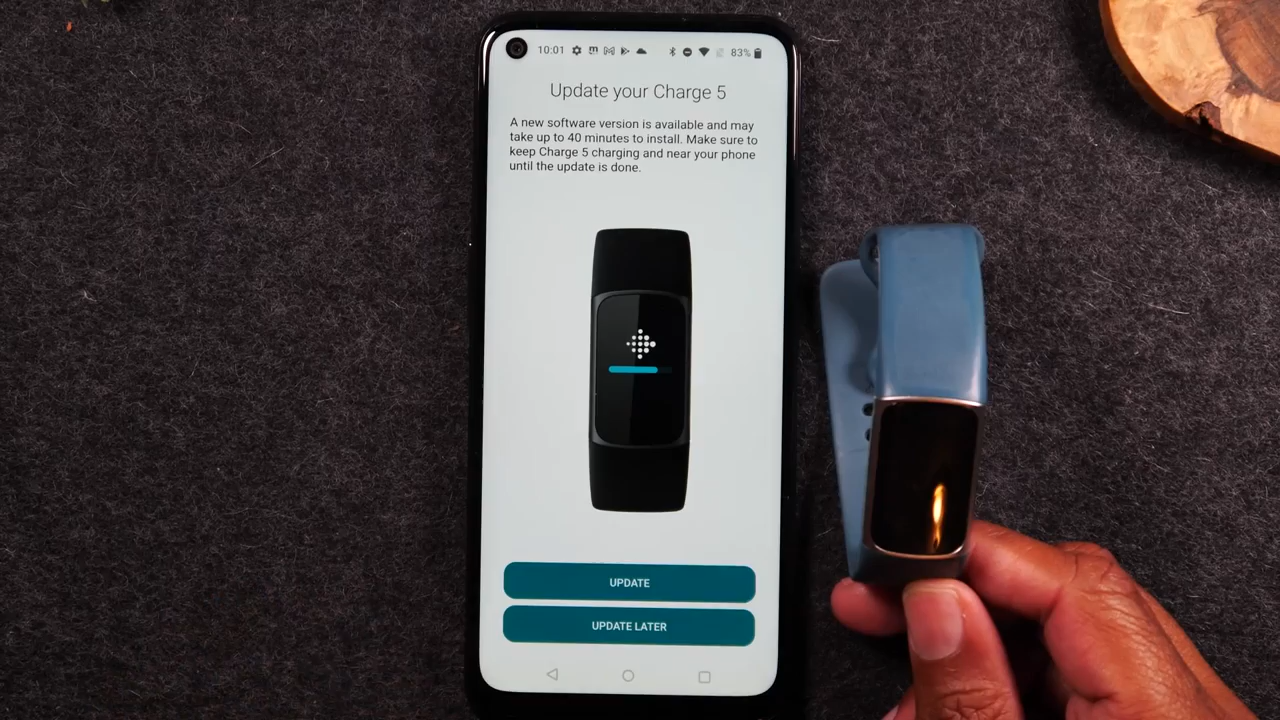 10:01
83%
Update your Charge 5
A new software version is available and may
take up to 40 minutes to install. Make sure to
keep Charge 5 charging and near your phone
until the update is done.
UPDATE
UPDATE LATER